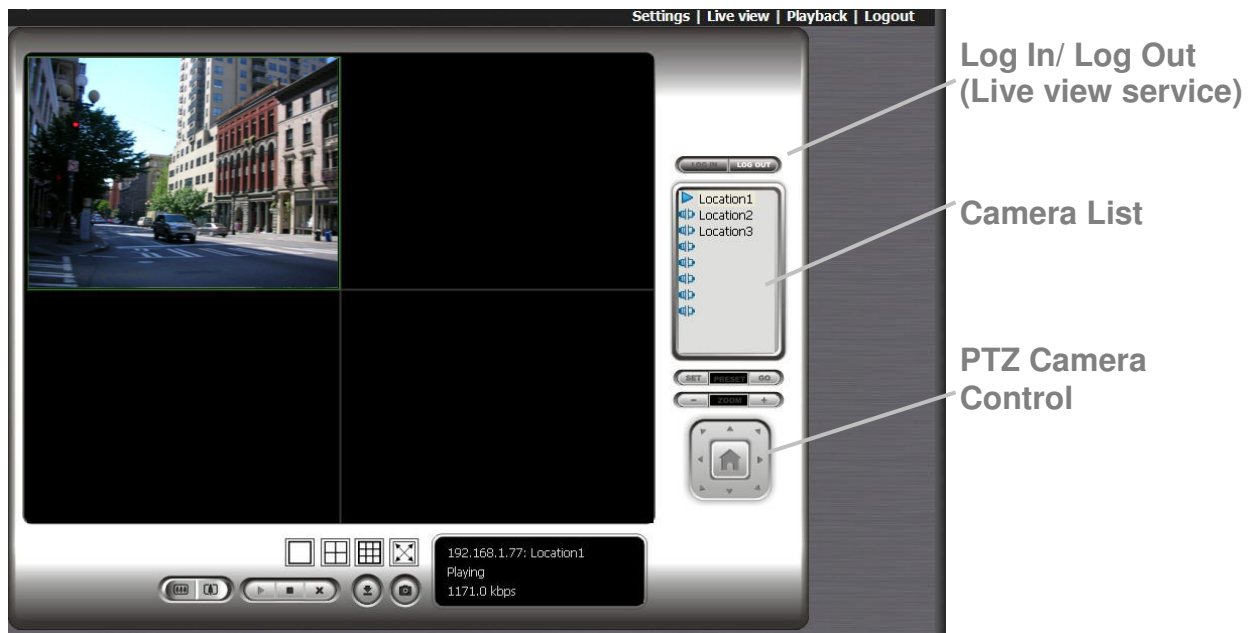 Settings | Live view | Playback | Logout
Log In/ Log Out
(Live view service)
LOG IN LOG OUT
Location1
Location2
Location3
Camera List
SET PRESET GO
- ZOOM +
PTZ Camera
Control
192.168.1.77: Location1
Playing
1171.0 kbps